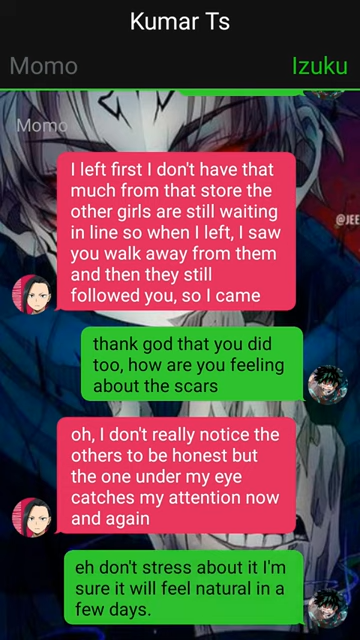 Kumar Ts
Momo
Izuku
Momo
I left first I don't have that
much from that store the
other girls are still waiting
in line so when I left, I saw
you walk away from them
and then they still
followed you, so I came
@JEE
thank god that you did
too, how are you feeling
about the scars
oh, I don't really notice the
others to be honest but
the one under my eye
catches my attention now
and again
eh don't stress about it I'm
sure it will feel natural in a
few days.